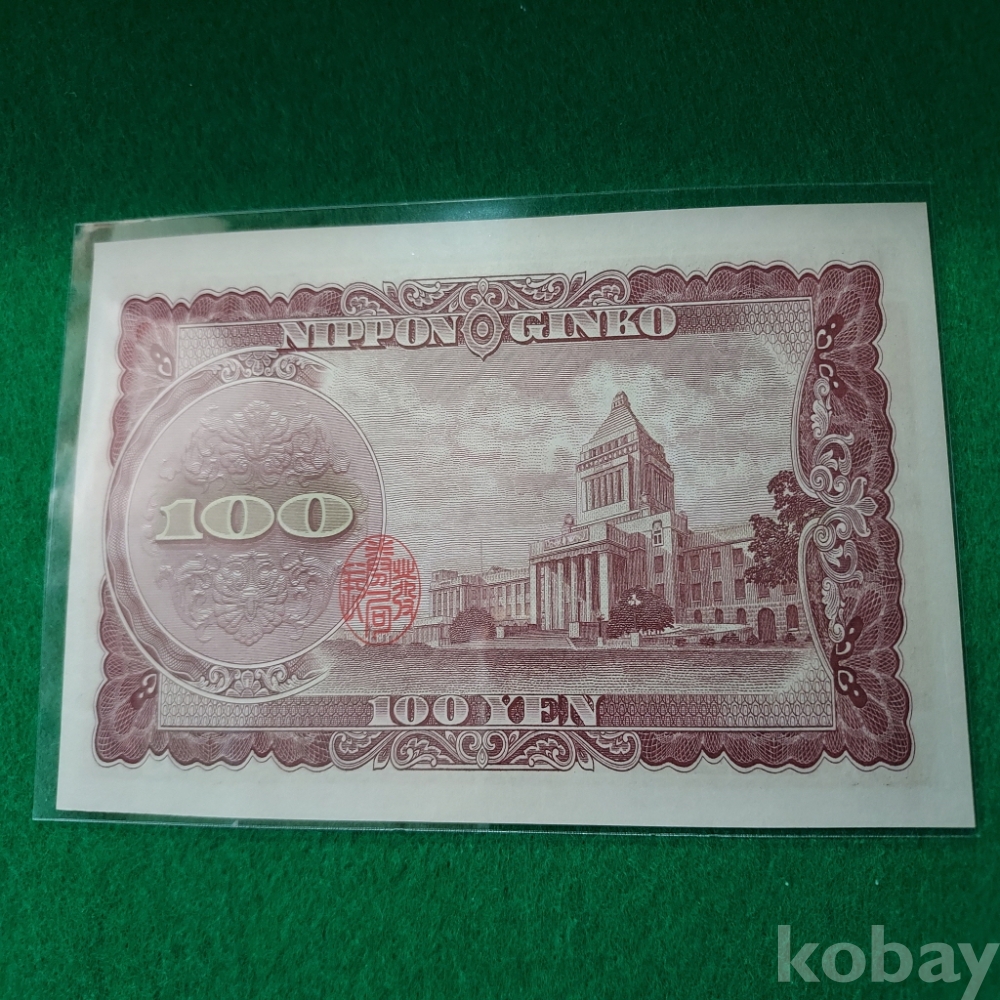 NIPPON GINKO
100
100 YEN
kobay